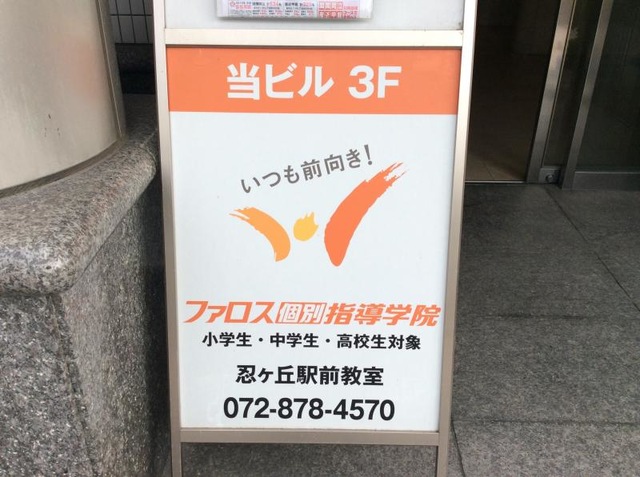 当ビル 3F
いつも前向き!
ファロス個別指導学院
小学生・中学生・高校生対象
忍ヶ丘駅前教室
072-878-4570